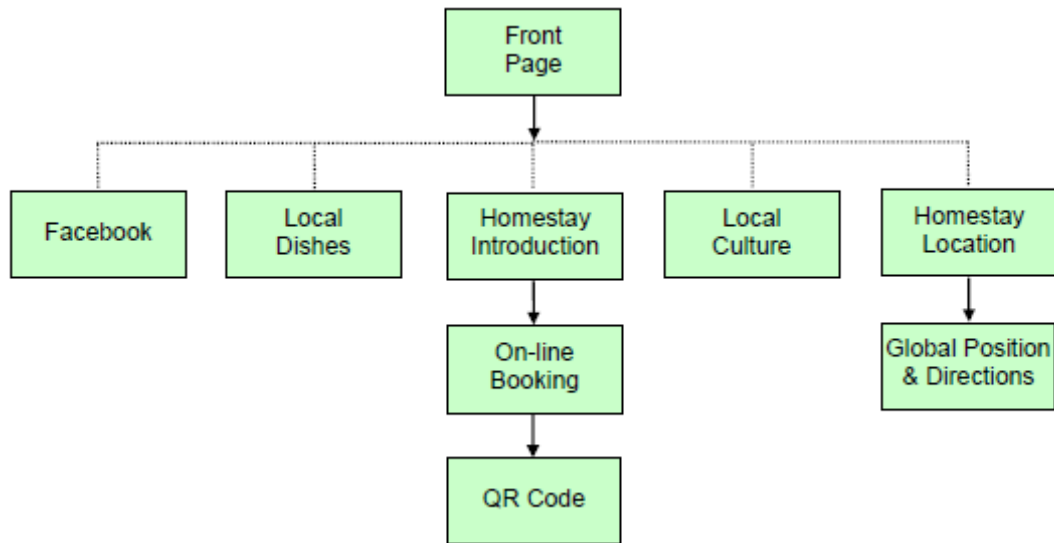 Front
Page
Facebook
Local
Dishes
Homestay
Introduction
Local
Culture
Homestay
Location
On-line
Booking
Global Position
& Directions
QR Code